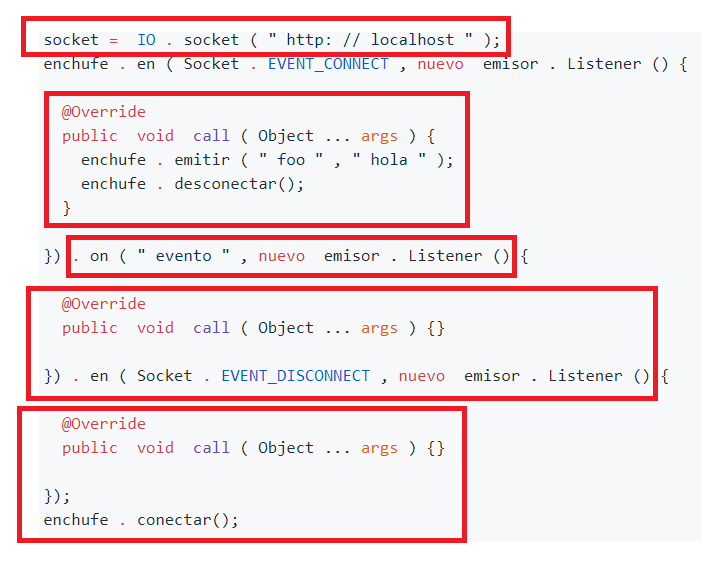 socket = IO . socket ( " http: // localhost " );
enchufe . en ( Socket . EVENT_CONNECT , nuevo emisor . Listener () {
@Override
public void call ( Object ... args ) {
enchufe . emitir ( " foo " , " hola " );
enchufe . desconectar();
}
}) . on ( " evento " , nuevo emisor . Listener () {
@Override
public void call ( Object ... args ) {}
}) . en ( Socket . EVENT_DISCONNECT , nuevo emisor . Listener () {
@Override
public void call ( Object ... args ) {}
});
enchufe . conectar();